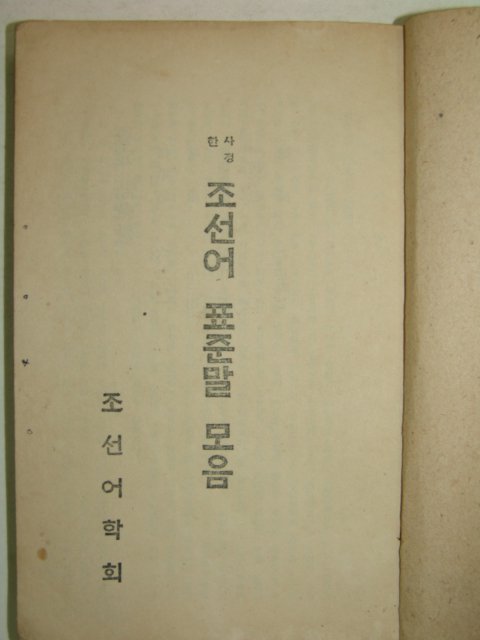 사정
한
조선어 표준말 모음
조선어학회